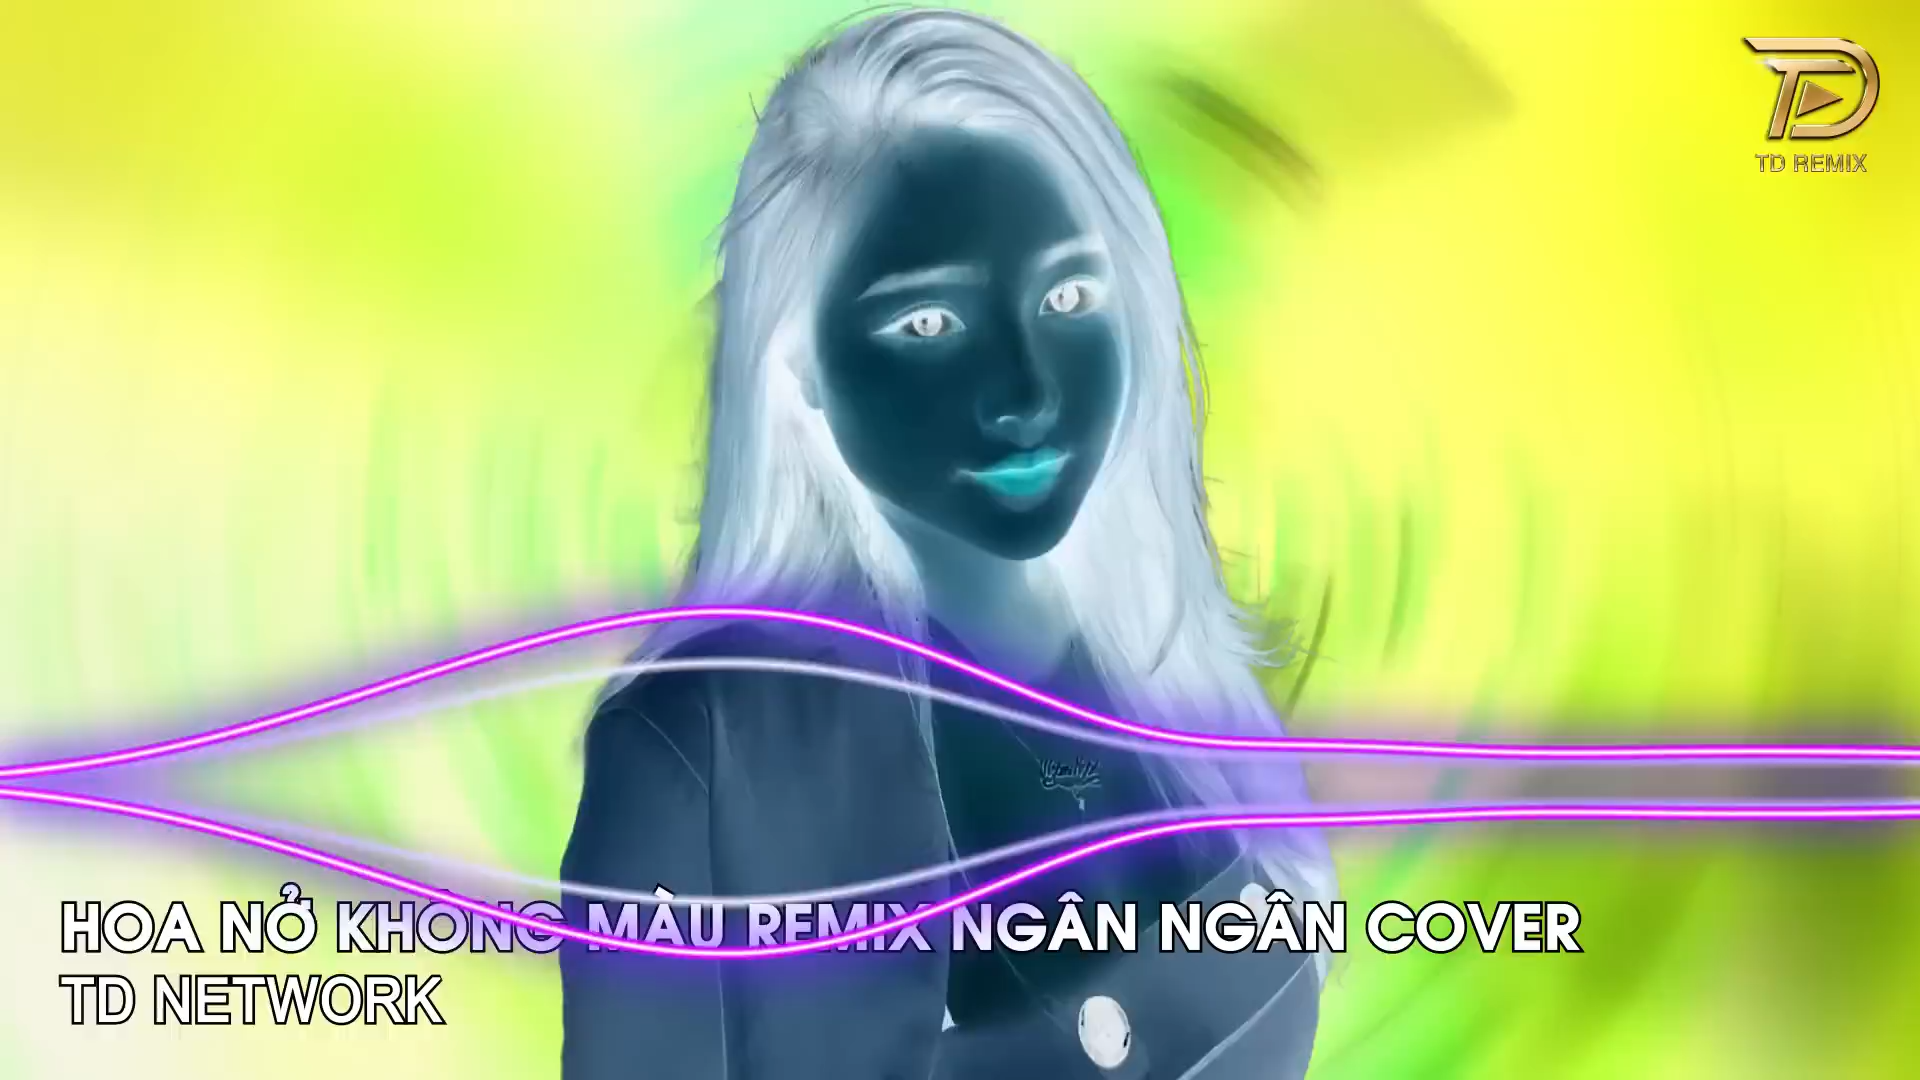 TD REMIX
HOA NỞ KHÔNG MÀU REMIX NGÂN NGÂN COVER
TD NETWORK